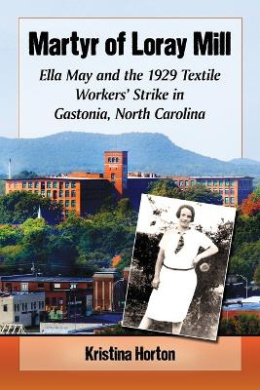 Martyr of Loray Mill
Ella May and the 1929 Textile
Workers' Strike in
Gastonia, North Carolina
Kristina Horton